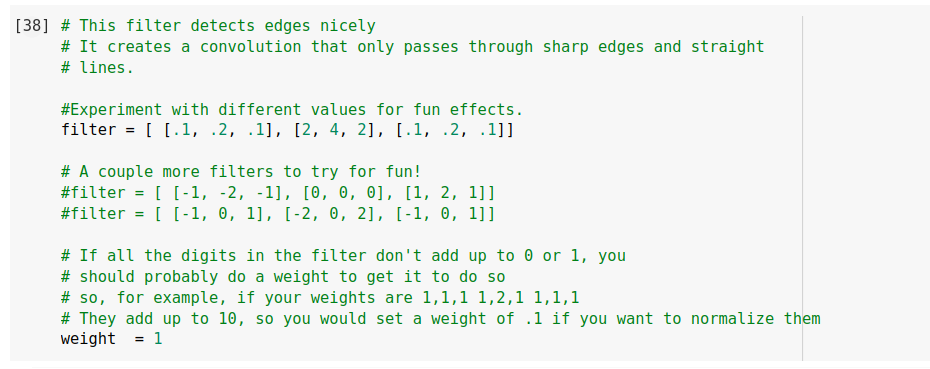 [38] # This filter detects edges nicely
# It creates a convolution that only passes through sharp edges and straight
# lines.
#Experiment with different values for fun effects.
filter = [ [.1, .2, .1], [2, 4, 2], [.1, .2, .1]]
# A couple more filters to try for fun!
#filter = [ [-1, -2, -1], [0, 0, 0], [1, 2, 1]]
#filter = [ [-1, 0, 1], [-2, 0, 2], [-1, 0, 1]]
# If all the digits in the filter don't add up to 0 or 1, you
# should probably do a weight to get it to do so
# so, for example, if your weights are 1,1,1 1,2,1 1,1,1
# They add up to 10, so you would set a weight of .1 if you want to normalize them
weight  = 1